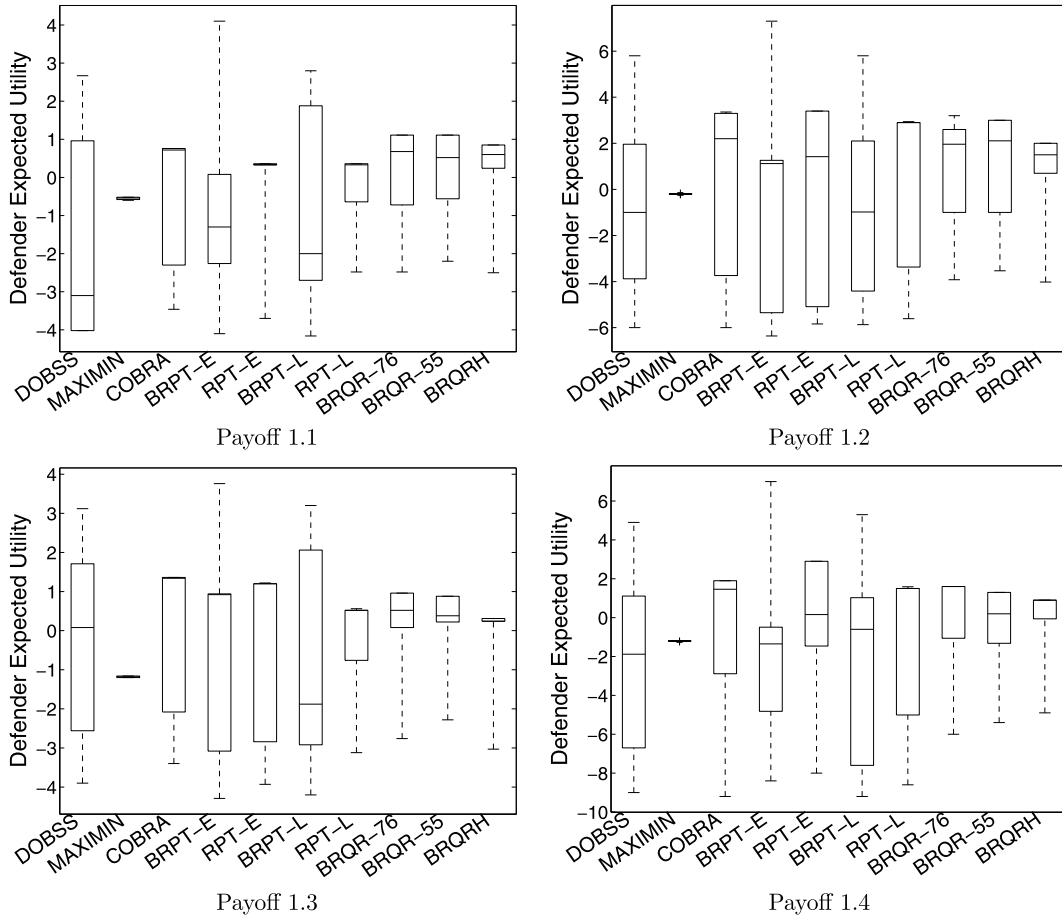 Defender Expected Utility
4
3
2
1
0
−1
−2
−3
−4
DOBSS
MAXIMIN
COBRA
BRPT−E
RPT−E
BRPT−L
RPT−L
BRQR−76
BRQR−55
BRQRH
Payoff 1.1
Defender Expected Utility
6
4
2
0
−2
−4
−6
DOBSS
MAXIMIN
COBRA
BRPT−E
RPT−E
BRPT−L
RPT−L
BRQR−76
BRQR−55
BRQRH
Payoff 1.2
Defender Expected Utility
4
3
2
1
0
−1
−2
−3
−4
DOBSS
MAXIMIN
COBRA
BRPT−E
RPT−E
BRPT−L
RPT−L
BRQR−76
BRQR−55
BRQRH
Payoff 1.3
Defender Expected Utility
6
4
2
0
−2
−4
−6
−8
−10
DOBSS
MAXIMIN
COBRA
BRPT−E
RPT−E
BRPT−L
RPT−L
BRQR−76
BRQR−55
BRQRH
Payoff 1.4